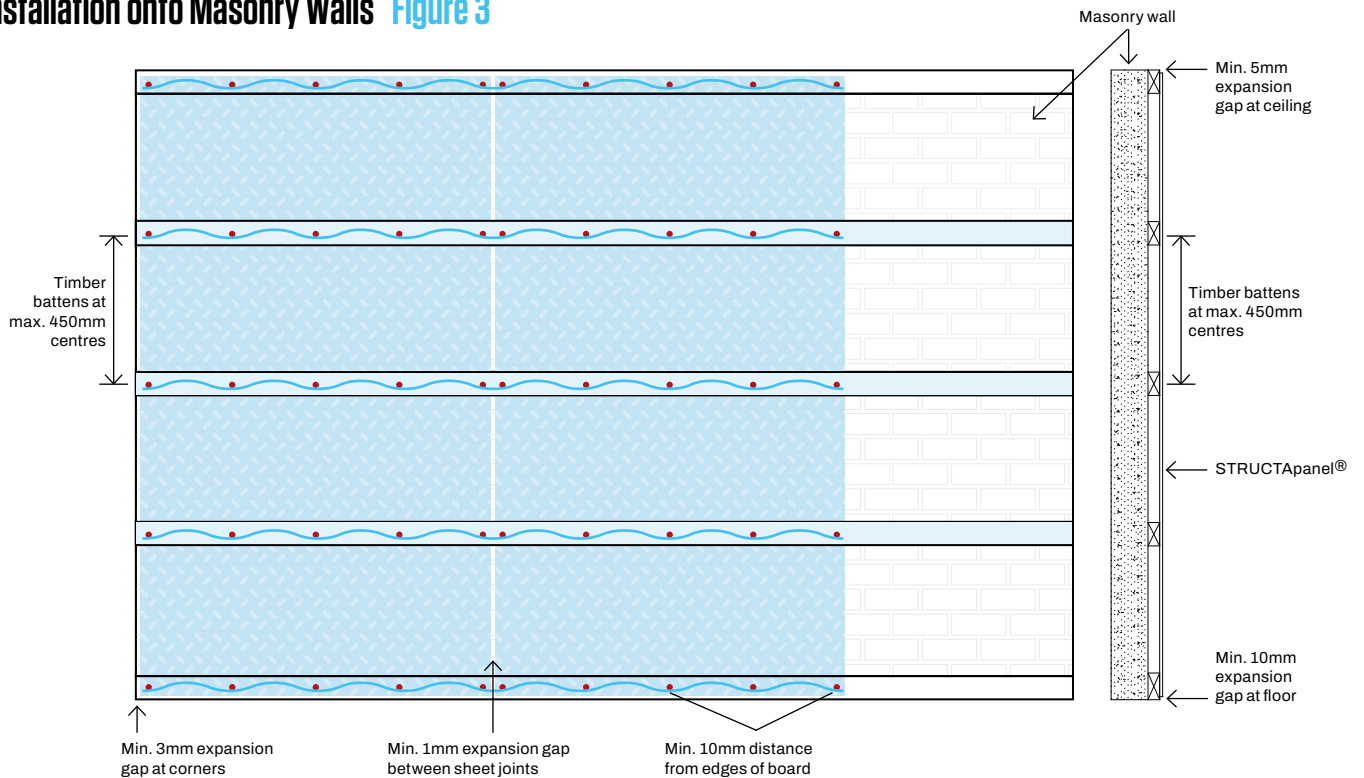 nstallation onto Masonry Walls Figure 3
Masonry wall
Min. 5mm
expansion
gap at ceiling
Timber
battens at
max. 450mm
centres
Timber battens
at max. 450mm
centres
STRUCTApanel®
Min. 10mm
expansion
gap at floor
Min. 3mm expansion
gap at corners
Min. 1mm expansion gap
between sheet joints
Min. 10mm distance
from edges of board